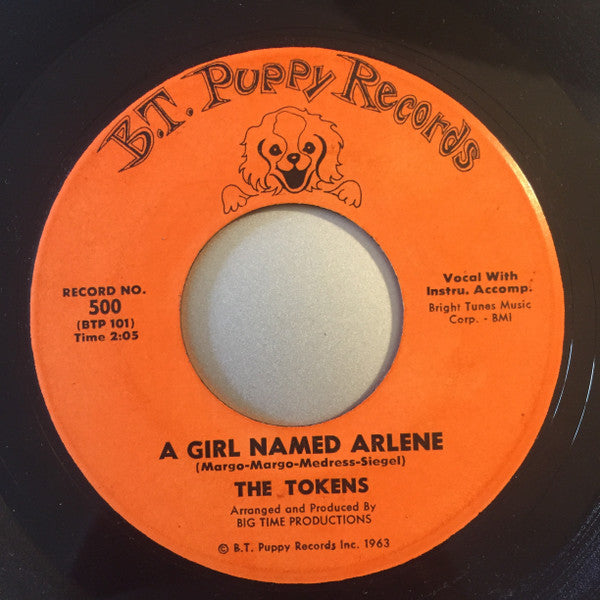 B.T. Puppy Records
RECORD NO.
500
(BTP 101)
Time 2:05
Vocal With
Instru. Accomp.
Bright Tunes Music
Corp. - BMI
A GIRL NAMED ARLENE
(Margo-Margo-Medress-Siegel)
THE TOKENS
Arranged and Produced By
BIG TIME PRODUCTIONS
© B.T. Puppy Records Inc. 1963